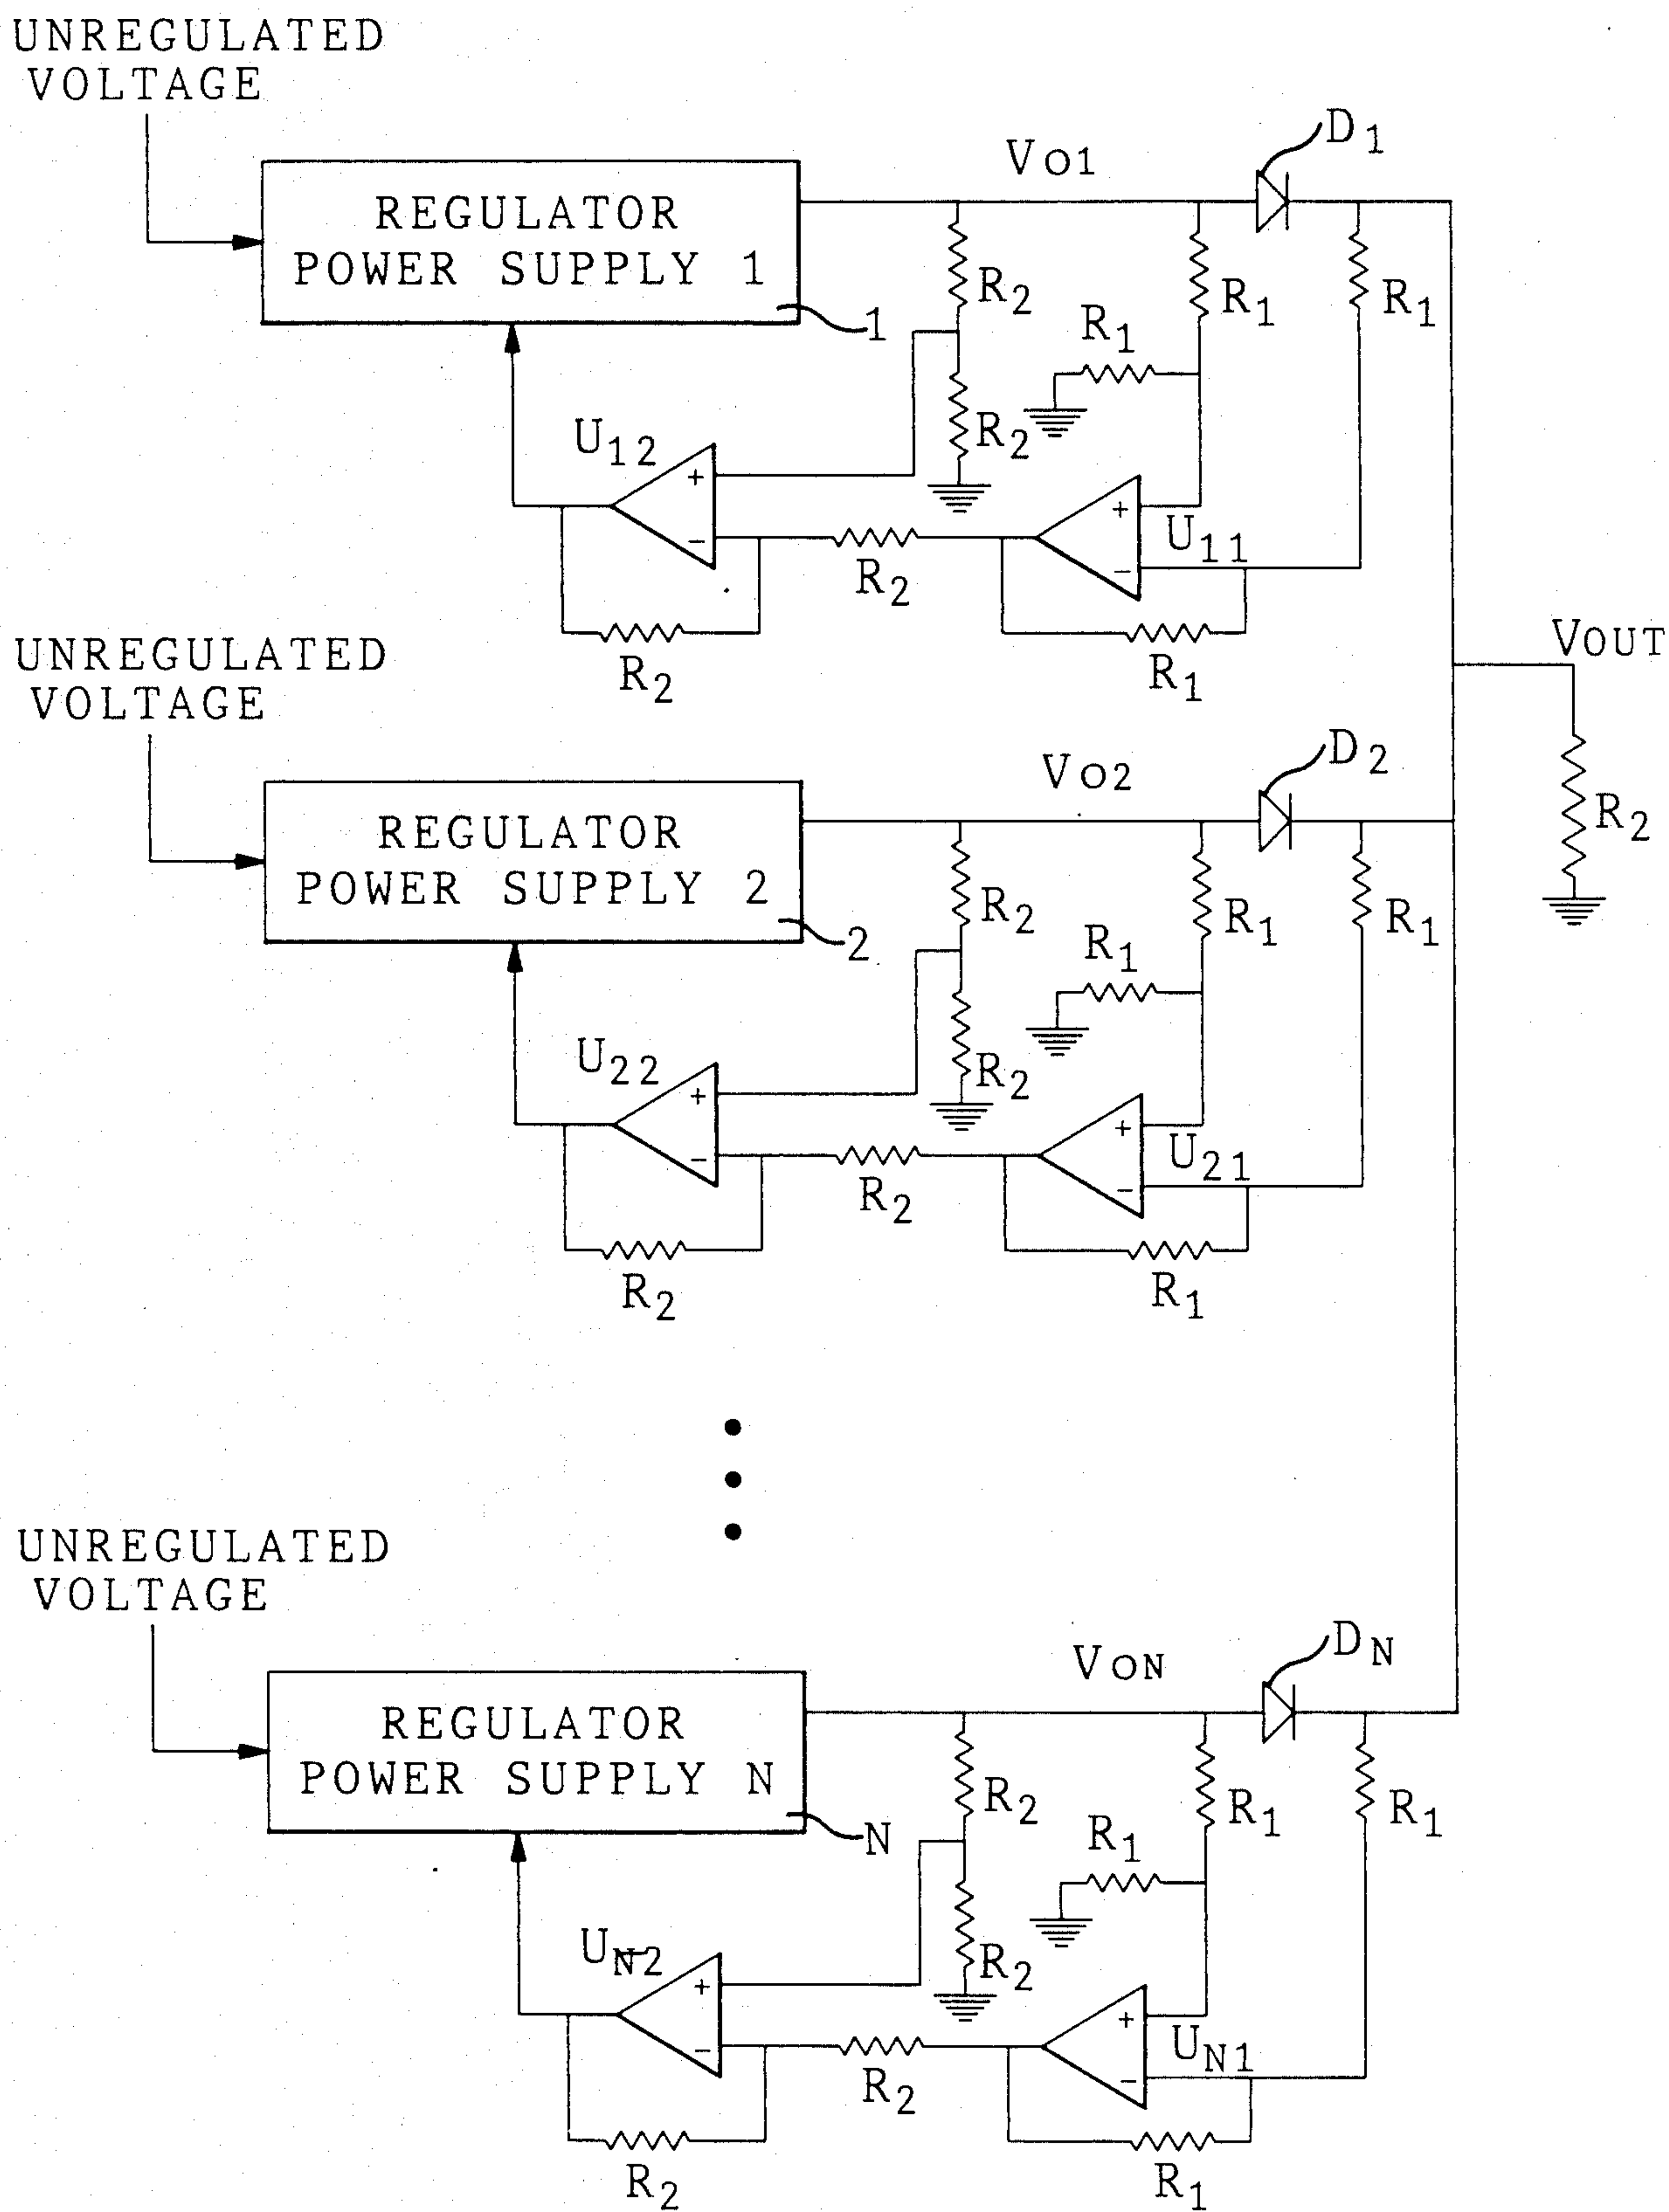 UNREGULATED
VOLTAGE
REGULATOR
POWER SUPPLY 1
1
VO1
D1
R2
R1
R1
R1
R2
U12
+
−
R2
+
−
U11
R2
R1
VOUT
R2
UNREGULATED
VOLTAGE
REGULATOR
POWER SUPPLY 2
2
VO2
D2
R2
R1
R1
R1
R2
U22
+
−
R2
+
−
U21
R2
R1
UNREGULATED
VOLTAGE
REGULATOR
POWER SUPPLY N
N
VON
DN
R2
R1
R1
R1
R2
UN2
+
−
R2
+
−
UN1
R2
R1